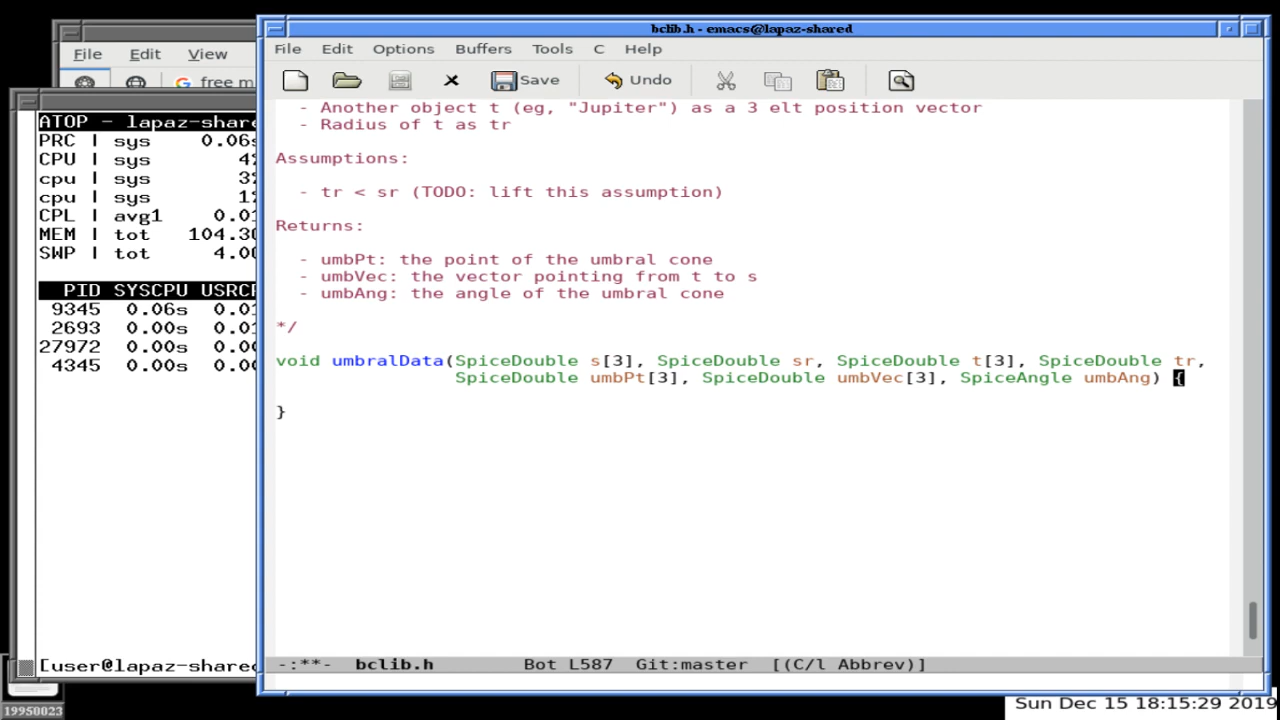 bclib.h - emacs@lapaz-shared
File Edit View
File Edit Options Buffers Tools C Help
free m
Save Undo
ATOP - lapaz-share
PRC | sys 0.06s
CPU | sys 4%
cpu | sys 3%
cpu | sys 1%
CPL | avg1 0.01
MEM | tot 104.3
SWP | tot 4.00
PID SYSCPU USRCP
9345 0.06s 0.01
2693 0.00s 0.01
27972 0.00s 0.00
4345 0.00s 0.00
[user@lapaz-shared
- Another object t (eg, "Jupiter") as a 3 elt position vector
- Radius of t as tr
Assumptions:
- tr < sr (TODO: lift this assumption)
Returns:
- umbPt: the point of the umbral cone
- umbVec: the vector pointing from t to s
- umbAng: the angle of the umbral cone
*/
void umbralData(SpiceDouble s[3], SpiceDouble sr, SpiceDouble t[3], SpiceDouble tr,
SpiceDouble umbPt[3], SpiceDouble umbVec[3], SpiceAngle umbAng) {
}
-:**- bclib.h Bot L587 Git:master [(C/l Abbrev)]
19950023
Sun Dec 15 18:15:29 2019